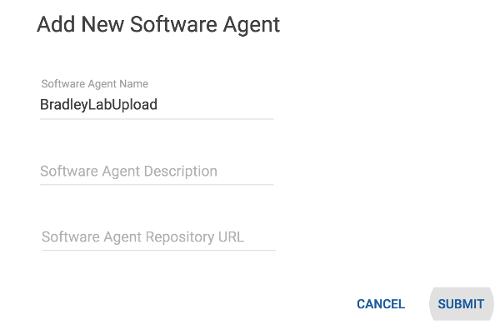 Add New Software Agent
Software Agent Name
BradleyLabUpload
Software Agent Description
Software Agent Repository URL
CANCEL SUBMIT